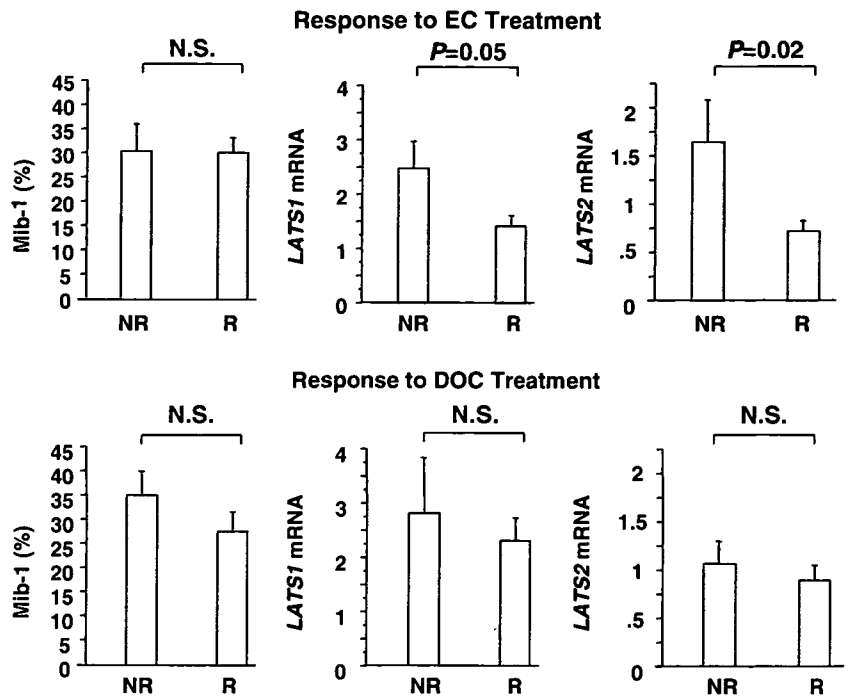 Response to EC Treatment
N.S.
P=0.05
P=0.02
Mib-1 (%)
45
40
35
30
25
20
15
10
5
0
NR R
LATS1 mRNA
4
3
2
1
0
NR R
LATS2 mRNA
2
1.5
1
.5
0
NR R
Response to DOC Treatment
N.S.
N.S.
N.S.
Mib-1 (%)
45
40
35
30
25
20
15
10
5
0
NR R
LATS1 mRNA
4
3
2
1
0
NR R
LATS2 mRNA
2
1.5
1
.5
0
NR R